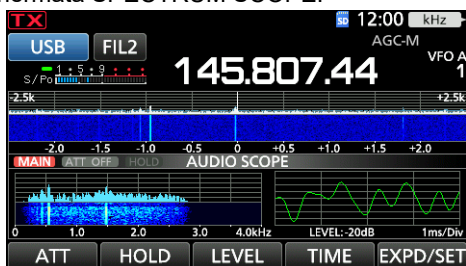 TX 12:00 kHz
USB FIL2 AGC-M
VFO A
1
S/Po 1 · 5 · 9
145.807.44
-2.5k +2.5k
-2.0 -1.5 -1.0 -0.5 0 +0.5 +1.0 +1.5 +2.0
MAIN ATT OFF HOLD AUDIO SCOPE
0 1.0 2.0 3.0 4.0kHz LEVEL:-20dB 1ms/Div
ATT HOLD LEVEL TIME EXPD/SET